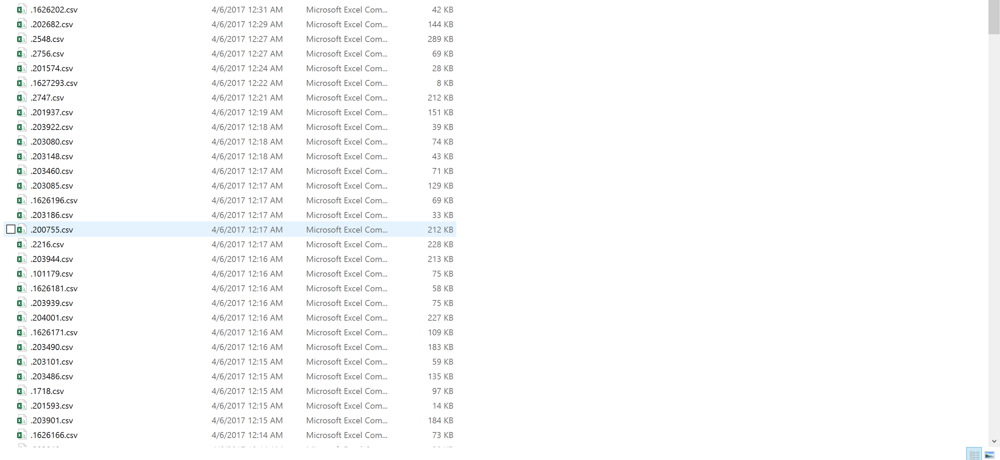 .1626202.csv 4/6/2017 12:31 AM Microsoft Excel Com... 42 KB
.202682.csv 4/6/2017 12:29 AM Microsoft Excel Com... 144 KB
.2548.csv 4/6/2017 12:27 AM Microsoft Excel Com... 289 KB
.2756.csv 4/6/2017 12:27 AM Microsoft Excel Com... 69 KB
.201574.csv 4/6/2017 12:24 AM Microsoft Excel Com... 28 KB
.1627293.csv 4/6/2017 12:22 AM Microsoft Excel Com... 8 KB
.2747.csv 4/6/2017 12:21 AM Microsoft Excel Com... 212 KB
.201937.csv 4/6/2017 12:19 AM Microsoft Excel Com... 151 KB
.203922.csv 4/6/2017 12:18 AM Microsoft Excel Com... 39 KB
.203080.csv 4/6/2017 12:18 AM Microsoft Excel Com... 74 KB
.203148.csv 4/6/2017 12:18 AM Microsoft Excel Com... 43 KB
.203460.csv 4/6/2017 12:17 AM Microsoft Excel Com... 71 KB
.203085.csv 4/6/2017 12:17 AM Microsoft Excel Com... 129 KB
.1626196.csv 4/6/2017 12:17 AM Microsoft Excel Com... 69 KB
.203186.csv 4/6/2017 12:17 AM Microsoft Excel Com... 33 KB
.200755.csv 4/6/2017 12:17 AM Microsoft Excel Com... 212 KB
.2216.csv 4/6/2017 12:17 AM Microsoft Excel Com... 228 KB
.203944.csv 4/6/2017 12:16 AM Microsoft Excel Com... 213 KB
.101179.csv 4/6/2017 12:16 AM Microsoft Excel Com... 75 KB
.1626181.csv 4/6/2017 12:16 AM Microsoft Excel Com... 58 KB
.203939.csv 4/6/2017 12:16 AM Microsoft Excel Com... 75 KB
.204001.csv 4/6/2017 12:16 AM Microsoft Excel Com... 227 KB
.1626171.csv 4/6/2017 12:16 AM Microsoft Excel Com... 109 KB
.203490.csv 4/6/2017 12:16 AM Microsoft Excel Com... 183 KB
.203101.csv 4/6/2017 12:15 AM Microsoft Excel Com... 59 KB
.203486.csv 4/6/2017 12:15 AM Microsoft Excel Com... 135 KB
.1718.csv 4/6/2017 12:15 AM Microsoft Excel Com... 97 KB
.201593.csv 4/6/2017 12:15 AM Microsoft Excel Com... 14 KB
.203901.csv 4/6/2017 12:15 AM Microsoft Excel Com... 184 KB
.1626166.csv 4/6/2017 12:14 AM Microsoft Excel Com... 73 KB